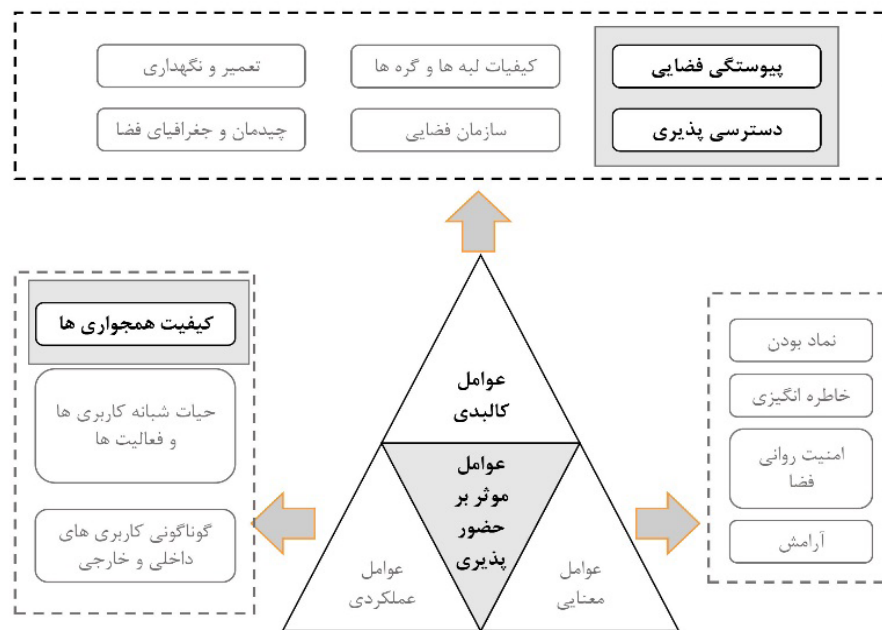 پیوستگی فضایی
کیفیات لبه ها و گره ها
تعمیر و نگهداری
دسترسی پذیری
سازمان فضایی
چیدمان و جغرافیای فضا
عوامل
کالبدی
عوامل
موثر بر
حضور
پذیری
عوامل
معنایی
عوامل
عملکردی
نماد بودن
خاطره انگیزی
امنیت روانی
فضا
آرامش
کیفیت همجواری ها
حیات شبانه کاربری ها
و فعالیت ها
گوناگونی کاربری های
داخلی و خارجی